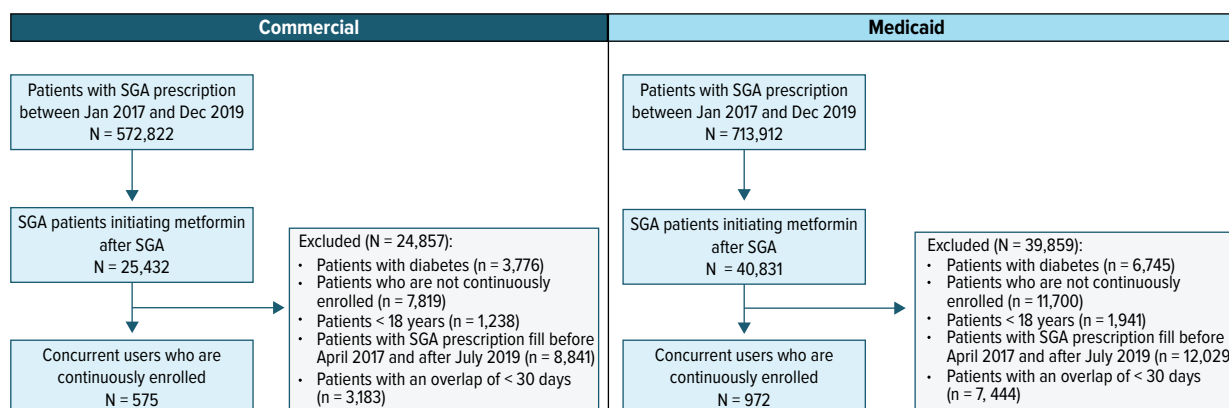 Commercial
Patients with SGA prescription
between Jan 2017 and Dec 2019
N = 572,822
SGA patients initiating metformin
after SGA
N = 25,432
Excluded (N = 24,857):
• Patients with diabetes (n = 3,776)
• Patients who are not continuously
enrolled (n = 7,819)
• Patients < 18 years (n = 1,238)
• Patients with SGA prescription fill before
April 2017 and after July 2019 (n = 8,841)
• Patients with an overlap of < 30 days
(n = 3,183)
Concurrent users who are
continuously enrolled
N = 575
Medicaid
Patients with SGA prescription
between Jan 2017 and Dec 2019
N = 713,912
SGA patients initiating metformin
after SGA
N = 40,831
Excluded (N = 39,859):
• Patients with diabetes (n = 6,745)
• Patients who are not continuously
enrolled (n = 11,700)
• Patients < 18 years (n = 1,941)
• Patients with SGA prescription fill before
April 2017 and after July 2019 (n = 12,029)
• Patients with an overlap of < 30 days
(n = 7, 444)
Concurrent users who are
continuously enrolled
N = 972